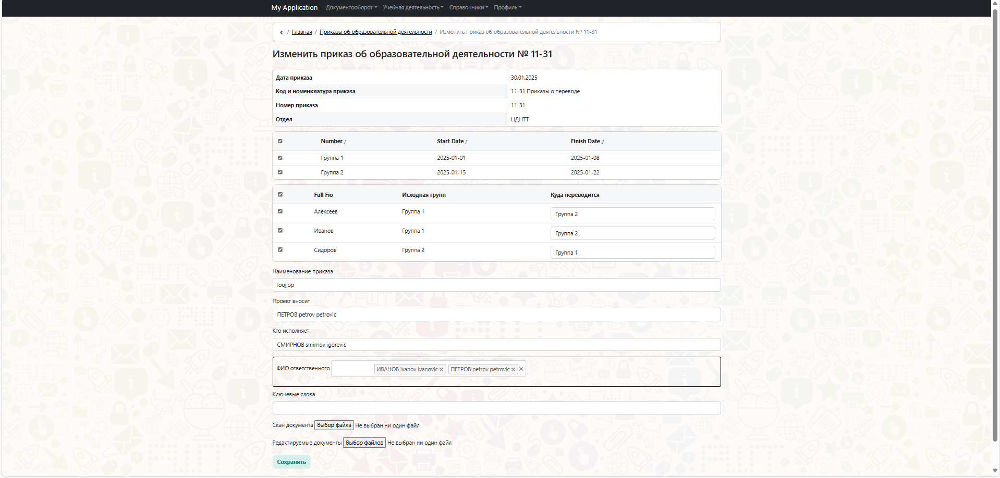 My Application Документооборот Учебная деятельность Справочники Профиль
/ Главная / Приказы об образовательной деятельности / Изменить приказ об образовательной деятельности № 11-31
Изменить приказ об образовательной деятельности № 11-31
Дата приказа 30.01.2025
Код и номенклатура приказа 11-31 Приказы о переводе
Номер приказа 11-31
Отдел ЦДНТТ
Number Start Date Finish Date
Группа 1 2025-01-01 2025-01-08
Группа 2 2025-01-15 2025-01-22
Full Fio Исходная групп Куда переводится
Алексеев Группа 1 Группа 2
Иванов Группа 1 Группа 2
Сидоров Группа 2 Группа 1
Наименование приказа
looj,op
Проект вносит
ПЕТРОВ petrov petrovic
Кто исполняет
СМИРНОВ smirnov igorevic
ФИО ответственного ИВАНОВ ivanov Ivanovic × ПЕТРОВ petrov petrovic × ×
Ключевые слова
Скан документа Выбор файла Не выбран ни один файл
Редактируемые документы Выбор файлов Не выбран ни один файл
Сохранить